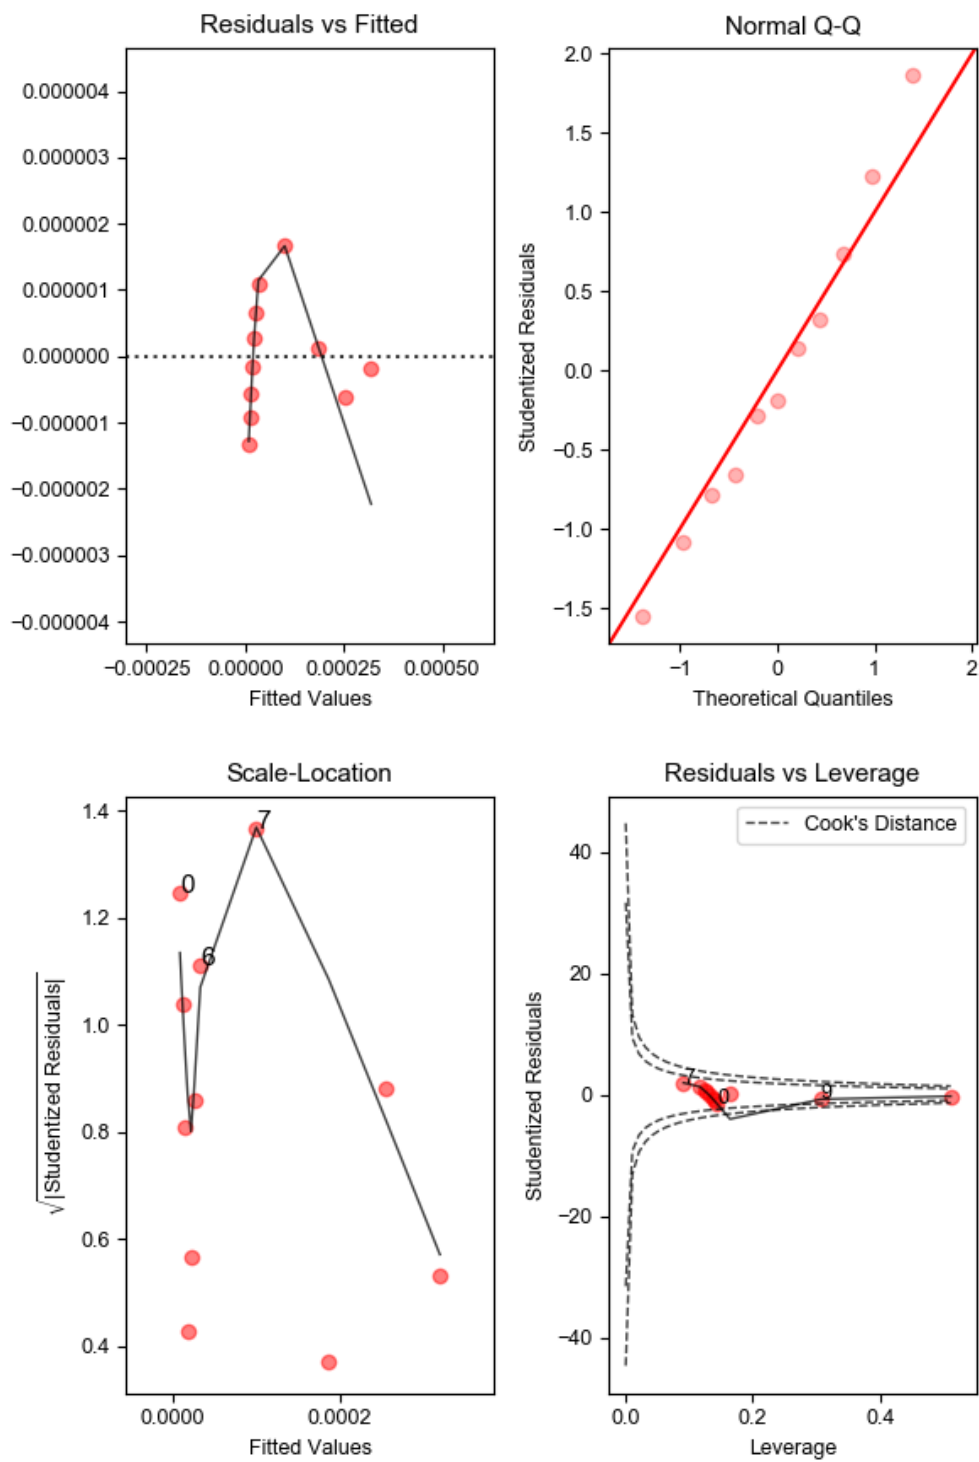 Residuals vs Fitted
0.000004
0.000003
0.000002
0.000001
0.000000
−0.000001
−0.000002
−0.000003
−0.000004
−0.00025 0.00000 0.00025 0.00050
Fitted Values
Normal Q-Q
Studentized Residuals
2.0
1.5
1.0
0.5
0.0
−0.5
−1.0
−1.5
−1 0 1 2
Theoretical Quantiles
Scale-Location
√|Studentized Residuals|
1.4
1.2
1.0
0.8
0.6
0.4
7
0
6
0.0000 0.0002
Fitted Values
Residuals vs Leverage
Cook's Distance
Studentized Residuals
40
20
0
−20
−40
7
0
9
0.0 0.2 0.4
Leverage